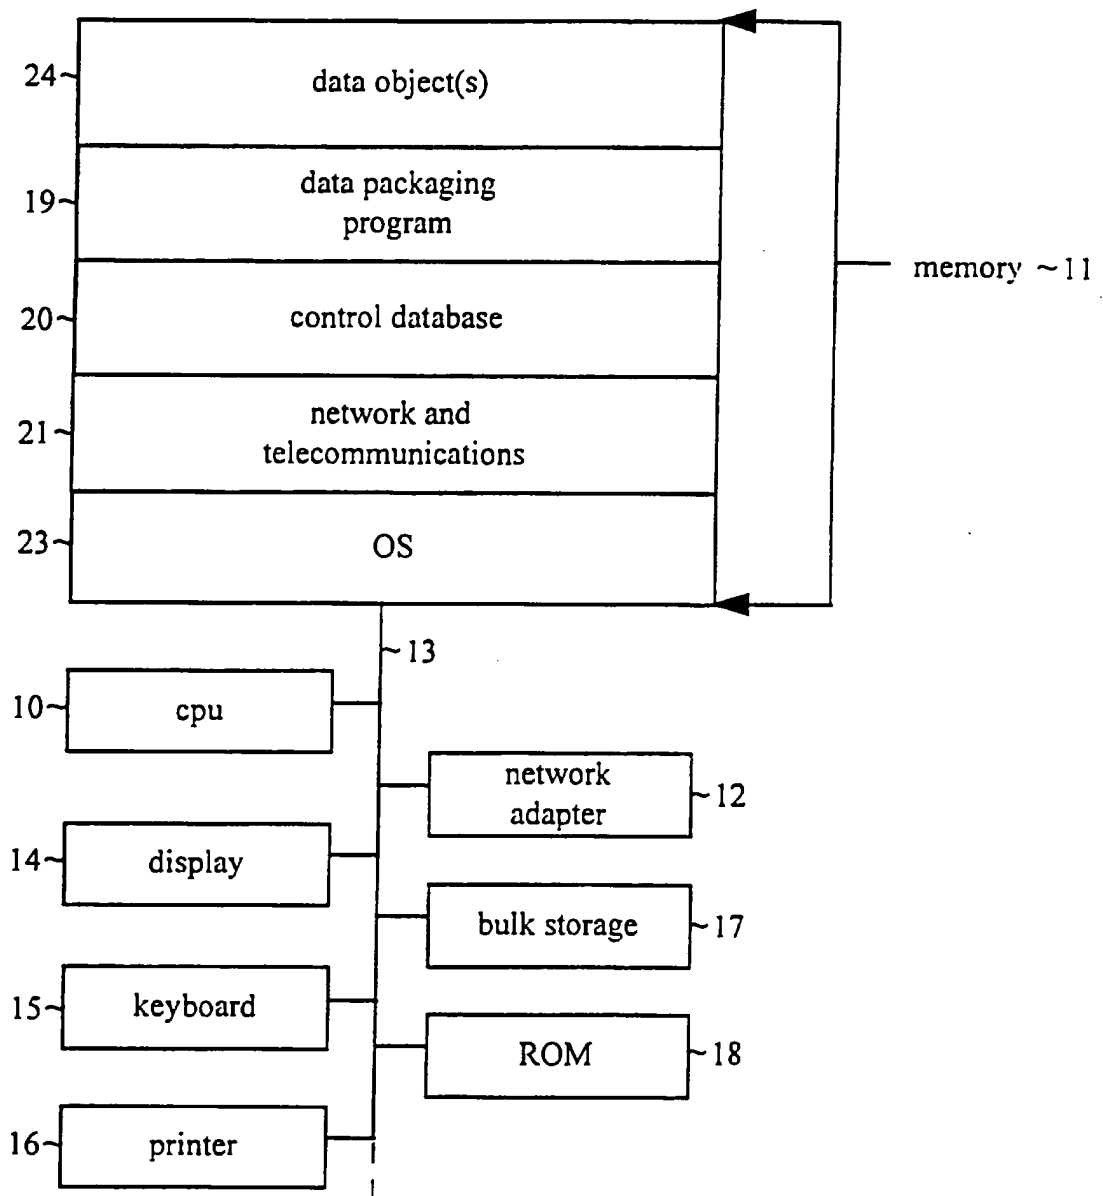 24~ data object(s)
19~ data packaging
program
memory ~11
20~ control database
21~ network and
telecommunications
23~ OS
~13
10~ cpu
network
adapter ~12
14~ display
bulk storage ~17
15~ keyboard
ROM ~18
16~ printer